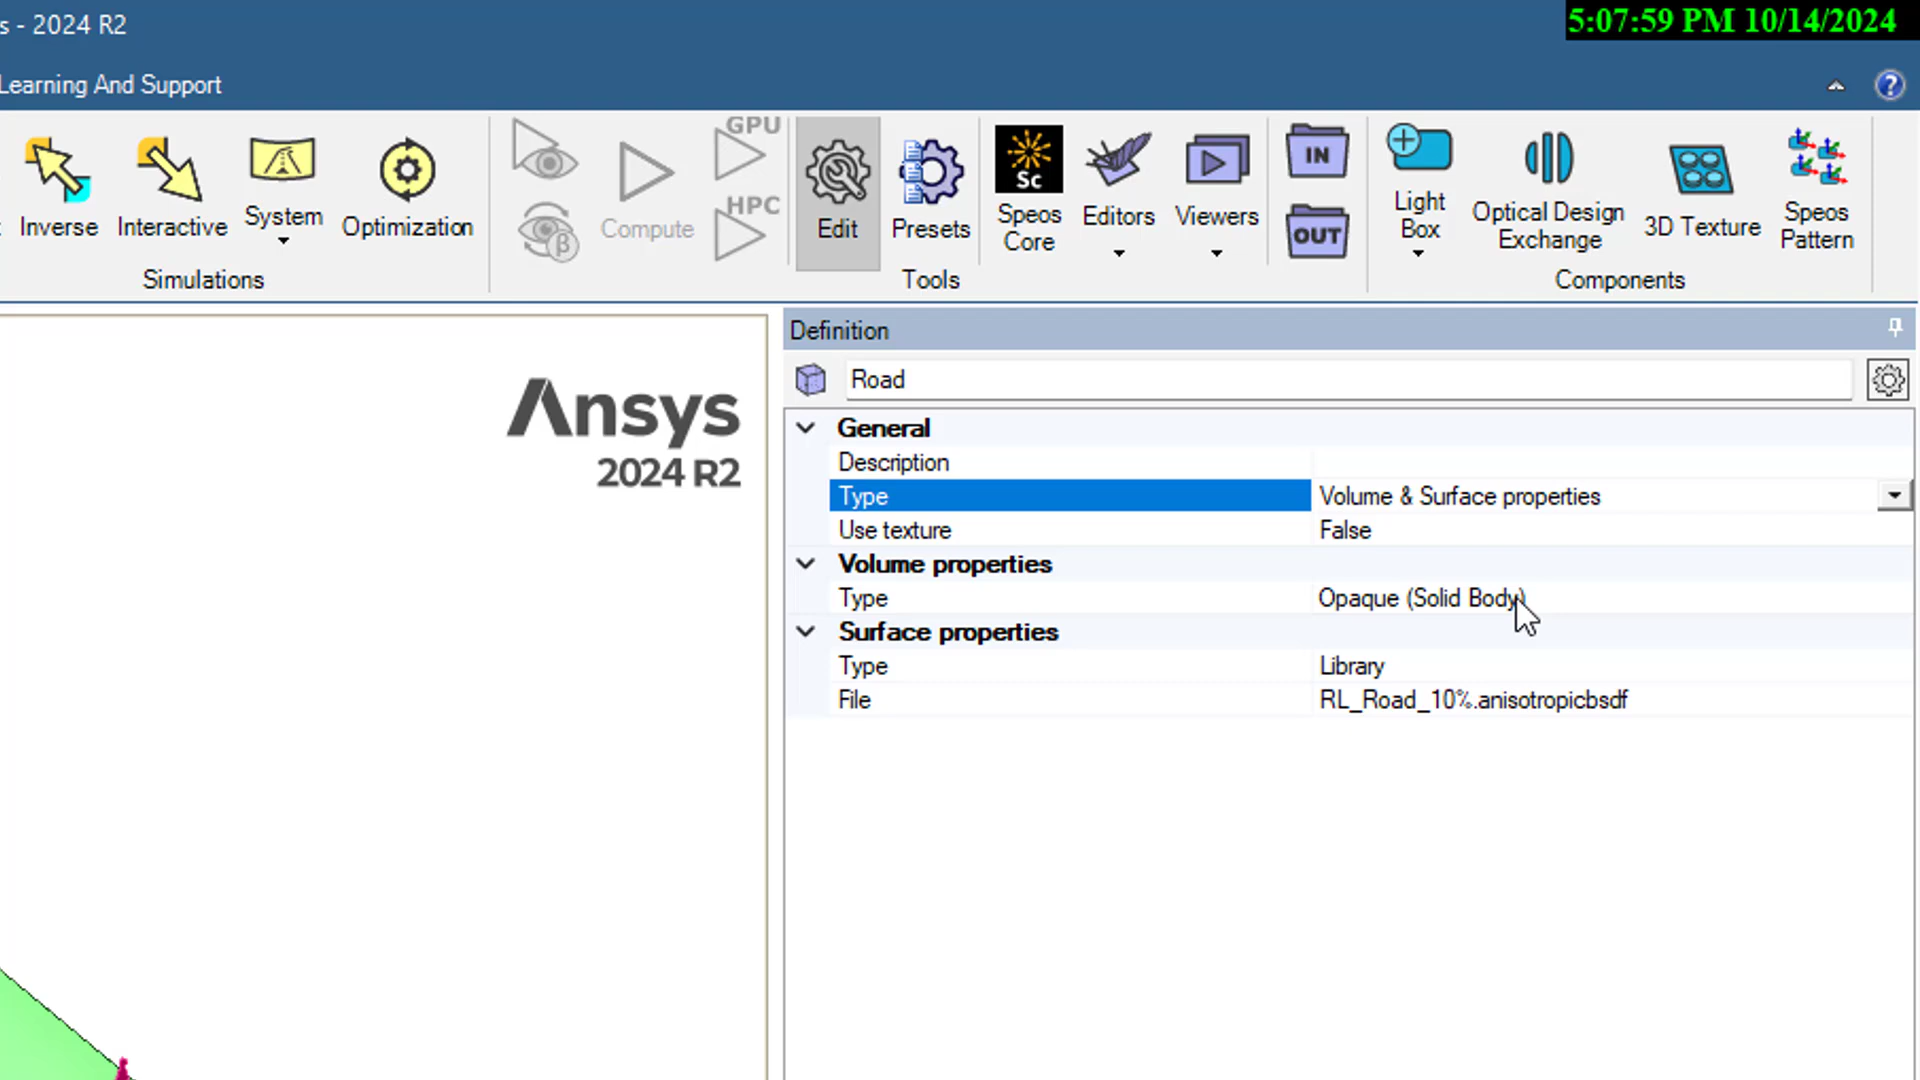 s - 2024 R2
5:07:59 PM 10/14/2024
Learning And Support
Inverse
Interactive
System
Optimization
Simulations
Compute
GPU
HPC
Edit
Presets
Sc
Speos
Core
Editors
Viewers
Tools
IN
OUT
Light
Box
Optical Design
Exchange
3D Texture
Speos
Pattern
Components
Ansys
2024 R2
Definition
Road
General
Description
Type Volume & Surface properties
Use texture False
Volume properties
Type Opaque (Solid Body)
Surface properties
Type Library
File RL_Road_10%.anisotropicbsdf